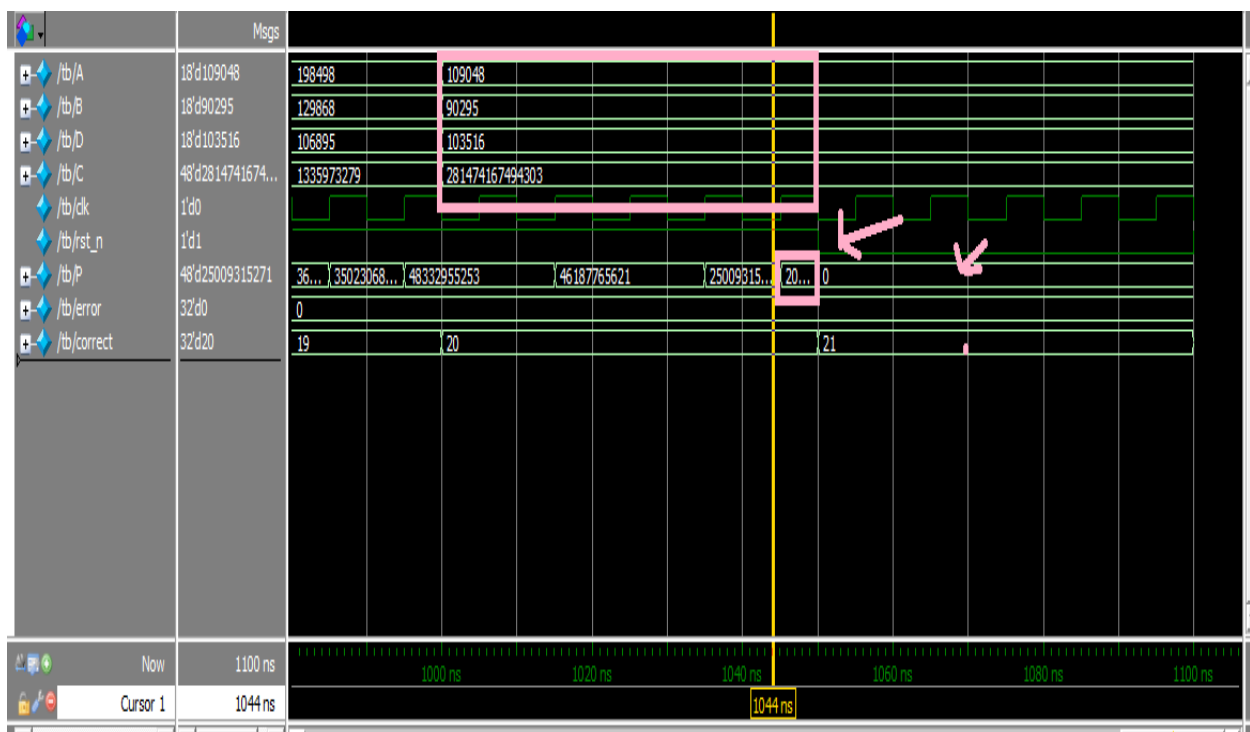 Msgs
/tb/A 18'd109048 198498 109048
/tb/B 18'd90295 129868 90295
/tb/D 18'd103516 106895 103516
/tb/C 48'd2814741674... 1335973279 281474167494303
/tb/clk 1'd0
/tb/rst_n 1'd1
/tb/P 48'd25009315271 36... 35023068... 48332955253 46187765621 25009315... 20... 0
/tb/error 32'd0 0
/tb/correct 32'd20 19 20 21
Now 1100 ns 1000 ns 1020 ns 1040 ns 1060 ns 1080 ns 1100 ns
Cursor 1 1044 ns 1044 ns